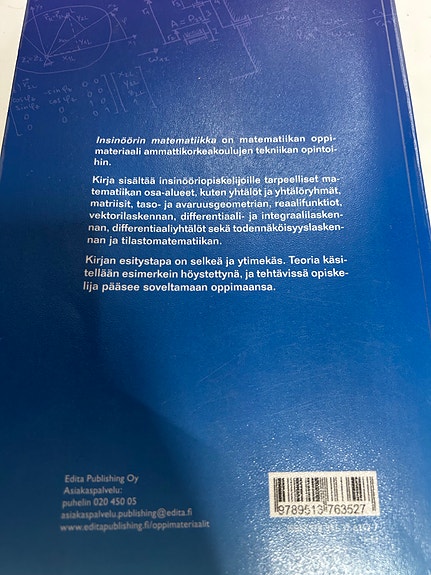 Insinöörin matematiikka on matematiikan oppi-
materiaali ammattikorkeakoulujen tekniikan opintoi-
hin.
Kirja sisältää insinööriopiskelijoille tarpeelliset ma-
tematiikan osa-alueet, kuten yhtälöt ja yhtälöryhmät,
matriisit, taso- ja avaruusgeometrian, reaalifunktiot,
vektorilaskennan, differentiaali- ja integraalilasken-
nan, differentiaaliyhtälöt sekä todennäköisyyslasken-
nan ja tilastomatematiikan.
Kirjan esitystapa on selkeä ja ytimekäs. Teoria käsi-
tellään esimerkein höystettynä, ja tehtävissä opiske-
lija pääsee soveltamaan oppimaansa.
Edita Publishing Oy
Asiakaspalvelu:
puhelin 020 450 05
asiakaspalvelu.publishing@edita.fi
www.editapublishing.fi/oppimateriaalit
9789513763527